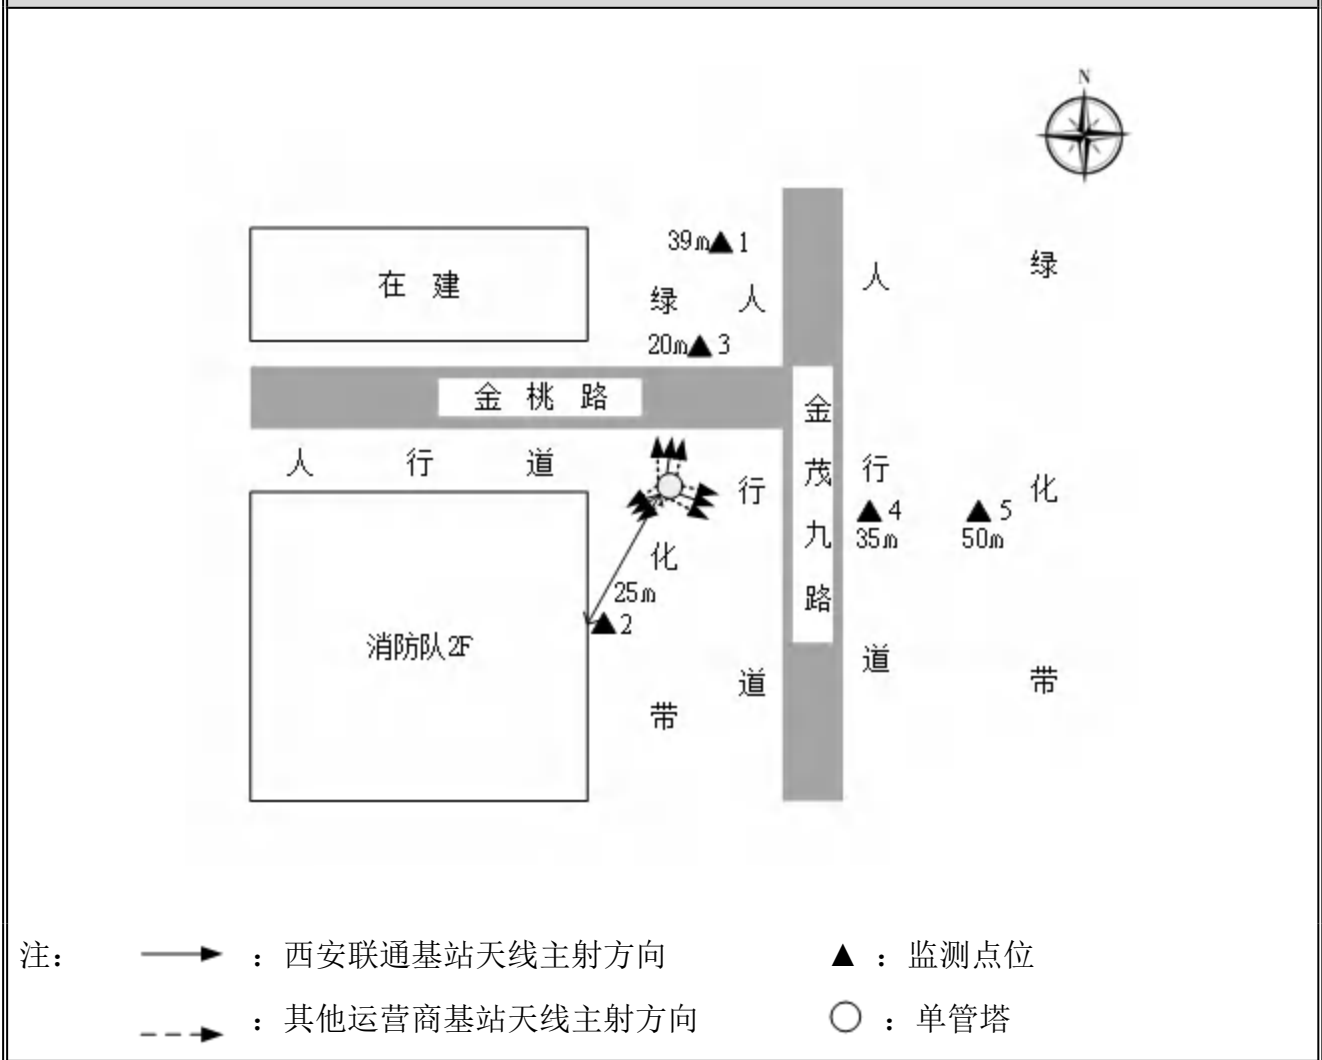 N
39m▲1
在 建
绿 人
人
绿
20m▲3
金 桃 路
金茂九路
人 行 道
行
行
化
▲4
35m
▲5
50m
化
25m
▲2
消防队2F
道
道
带
带
注：
：西安联通基站天线主射方向
▲：监测点位
：其他运营商基站天线主射方向
○：单管塔